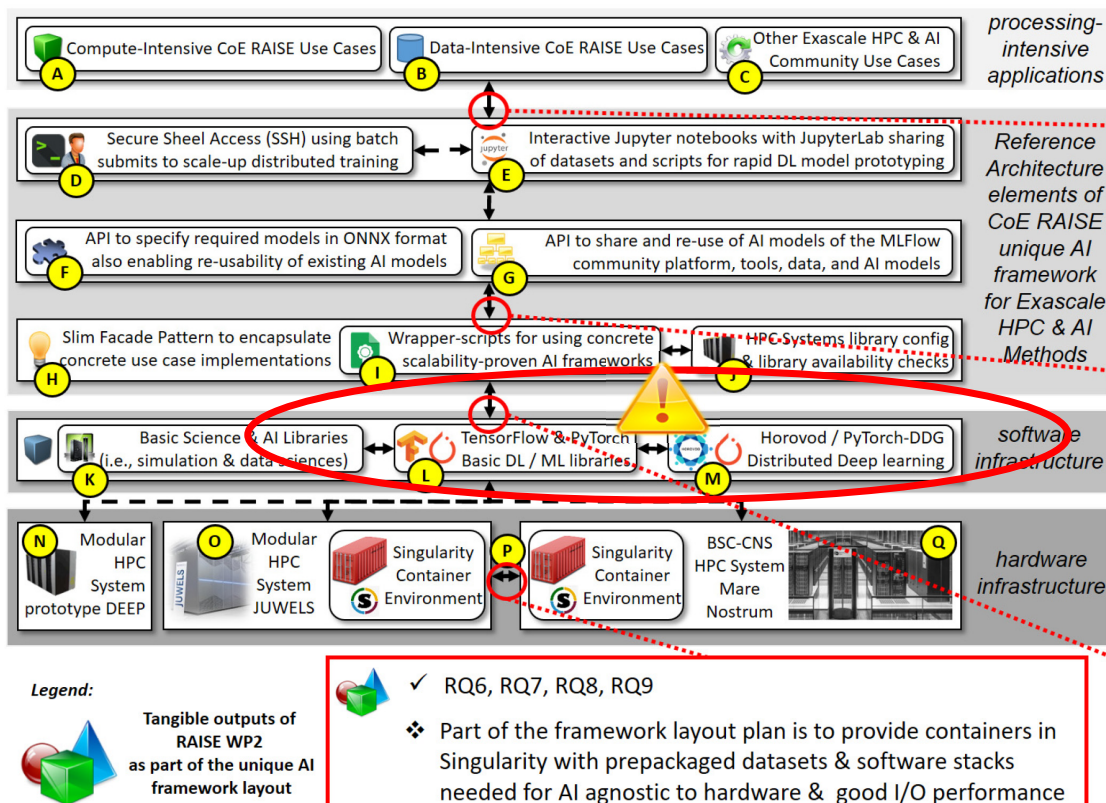 processing-
intensive
applications
Compute-Intensive CoE RAISE Use Cases
A
Data-Intensive CoE RAISE Use Cases
B
Other Exascale HPC & AI
Community Use Cases
C
Secure Sheel Access (SSH) using batch
submits to scale-up distributed training
D
jupyter
Interactive Jupyter notebooks with JupyterLab sharing
of datasets and scripts for rapid DL model prototyping
E
Reference
Architecture
elements of
CoE RAISE
unique AI
framework
for Exascale
HPC & AI
Methods
API to specify required models in ONNX format
also enabling re-usability of existing AI models
F
API to share and re-use of AI models of the MLFlow
community platform, tools, data, and AI models
G
Slim Facade Pattern to encapsulate
concrete use case implementations
H
Wrapper-scripts for using concrete
scalability-proven AI frameworks
I
HPC Systems library config
& library availability checks
J
software
infrastructure
Basic Science & AI Libraries
(i.e., simulation & data sciences)
K
TensorFlow & PyTorch
Basic DL / ML libraries
L
HOROVOD
Horovod / PyTorch-DDG
Distributed Deep learning
M
hardware
infrastructure
N
Modular
HPC
System
prototype DEEP
JUWELS
O
Modular
HPC
System
JUWELS
Singularity
Container
Environment
S
P
Singularity
Container
Environment
S
BSC-CNS
HPC System
Mare
Nostrum
Q
Legend:
Tangible outputs of
RAISE WP2
as part of the unique AI
framework layout
✓ RQ6, RQ7, RQ8, RQ9
❖ Part of the framework layout plan is to provide containers in
Singularity with prepackaged datasets & software stacks
needed for AI agnostic to hardware & good I/O performance